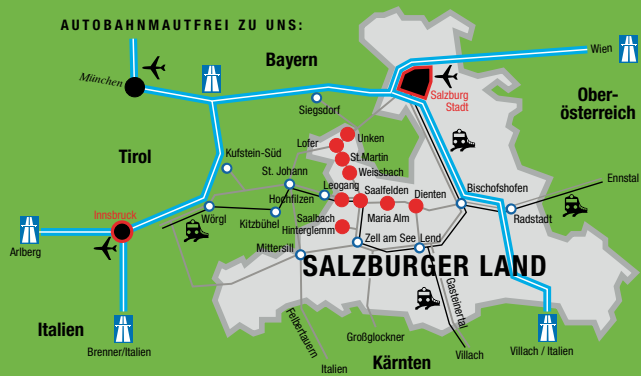 AUTOBAHNMAUTFREI ZU UNS:
Wien
Bayern
München
Salzburg
Stadt
Ober-
österreich
Siegsdorf
Unken
Lofer
Tirol
Kufstein-Süd
St.Martin
St. Johann
Weissbach
Leogang
Saalfelden
Dienten
Bischofshofen
Ennstal
Hochfilzen
Innsbruck
Wörgl
Kitzbühel
Saalbach
Hinterglemm
Maria Alm
Radstadt
Zell am See
Lend
Arlberg
Mittersill
SALZBURGER LAND
Gasteinertal
Felbertauern
Italien
Großglockner
Brenner/Italien
Kärnten
Italien
Villach
Villach / Italien